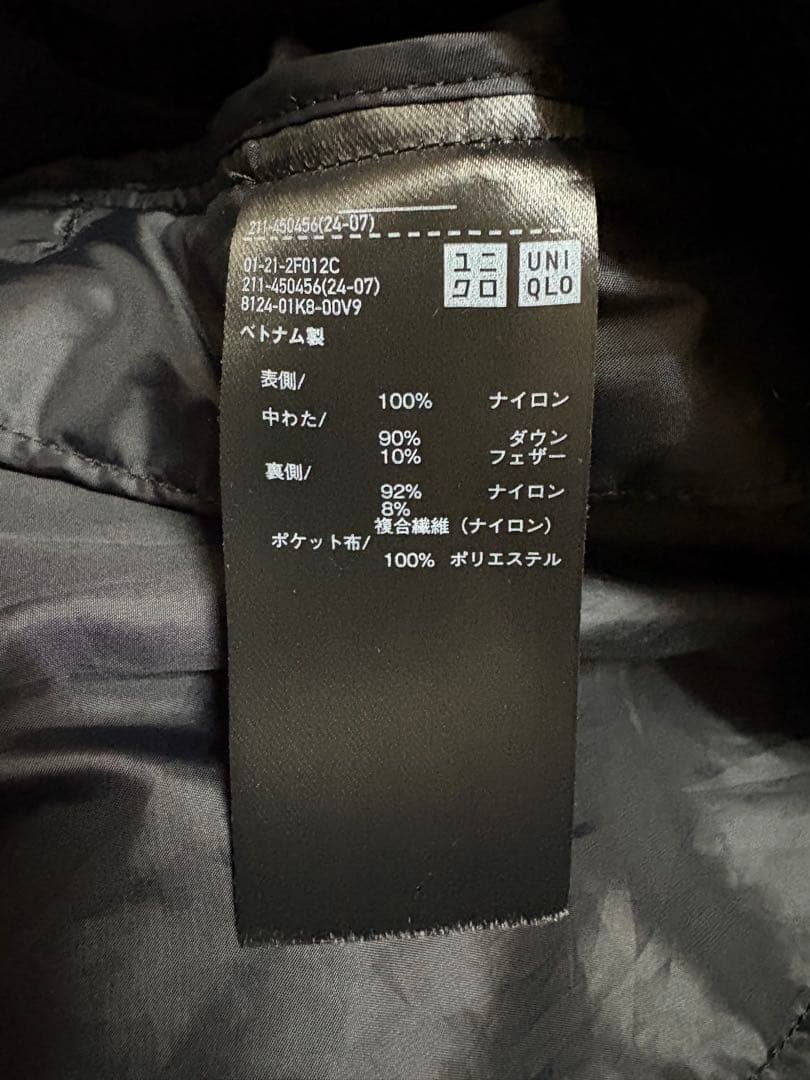 211-450456(24-07)
01-21-2F012C
211-450456(24-07)
8124-01K8-00V9
ユニ
クロ
UNI
QLO
ベトナム製
表側/
100% ナイロン
中わた/
90% ダウン
10% フェザー
裏側/
92% ナイロン
8%
複合繊維(ナイロン)
ポケット布/
100% ポリエステル